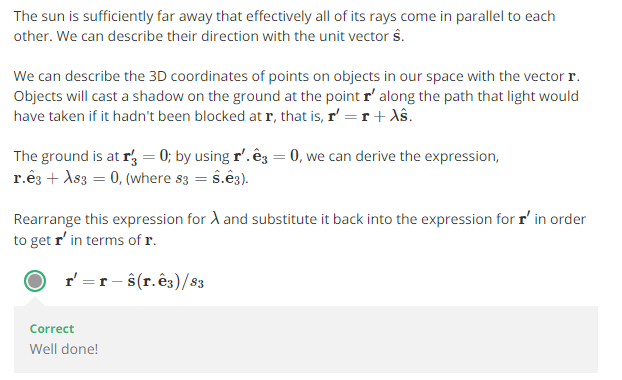 The sun is sufficiently far away that effectively all of its rays come in parallel to each
other. We can describe their direction with the unit vector ŝ.
We can describe the 3D coordinates of points on objects in our space with the vector r.
Objects will cast a shadow on the ground at the point r′ along the path that light would
have taken if it hadn't been blocked at r, that is, r′ = r + λŝ.
The ground is at r′₃ = 0; by using r′.ê₃ = 0, we can derive the expression,
r.ê₃ + λs₃ = 0, (where s₃ = ŝ.ê₃).
Rearrange this expression for λ and substitute it back into the expression for r′ in order
to get r′ in terms of r.
r′ = r − ŝ(r.ê₃)/s₃
Correct
Well done!